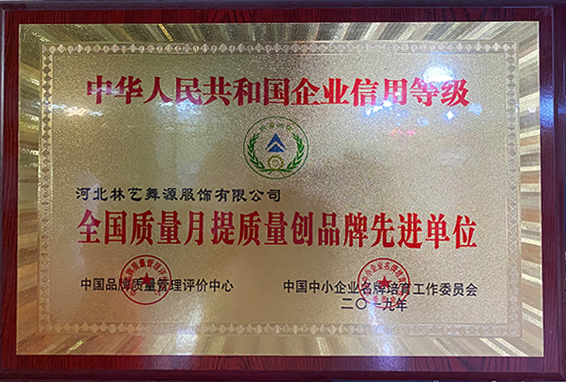 中华人民共和国企业信用等级
河北林艺舞源服饰有限公司
全国质量月提质量创品牌先进单位
中国品牌质量管理评价中心
中国中小企业名牌培育工作委员会
二〇一九年